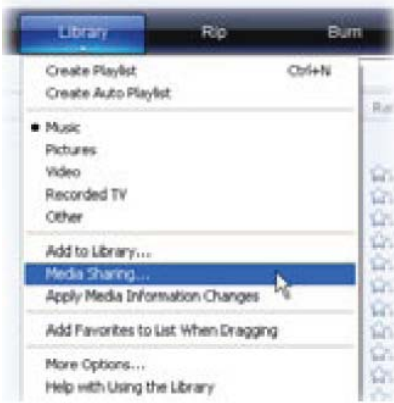 Library Rip Burn
Create Playlist Ctrl+N
Create Auto Playlist
Music
Pictures
Video
Recorded TV
Other
Add to Library...
Media Sharing...
Apply Media Information Changes
Add Favorites to List When Dragging
More Options...
Help with Using the Library